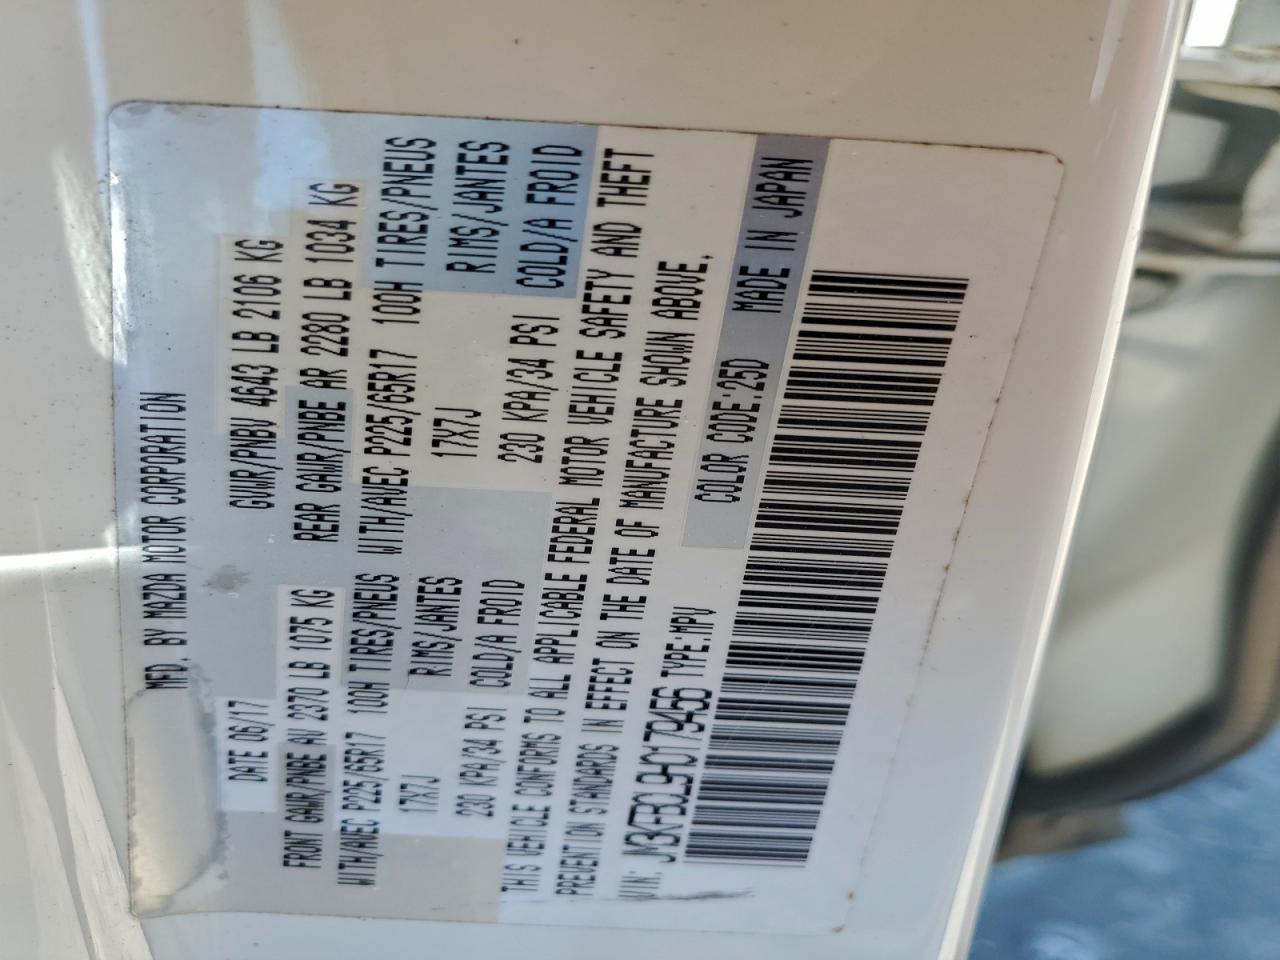 MFD. BY MAZDA MOTOR CORPORATION
DATE 06/17 GVWR/PNBV 4643 LB 2106 KG
FRONT GAWR/PNBE AV 2370 LB 1075 KG REAR GAWR/PNBE AR 2280 LB 1034 KG
WITH/AVEC P225/65R17 100H TIRES/PNEUS WITH/AVEC P225/65R17 100H TIRES/PNEUS
17X7J RIMS/JANTES 17X7J RIMS/JANTES
230 KPA/34 PSI COLD/A FROID 230 KPA/34 PSI COLD/A FROID
THIS VEHICLE CONFORMS TO ALL APPLICABLE FEDERAL MOTOR VEHICLE SAFETY AND THEFT
PREVENTION STANDARDS IN EFFECT ON THE DATE OF MANUFACTURE SHOWN ABOVE.
VIN: TYPE:MPV COLOR CODE:25D MADE IN JAPAN